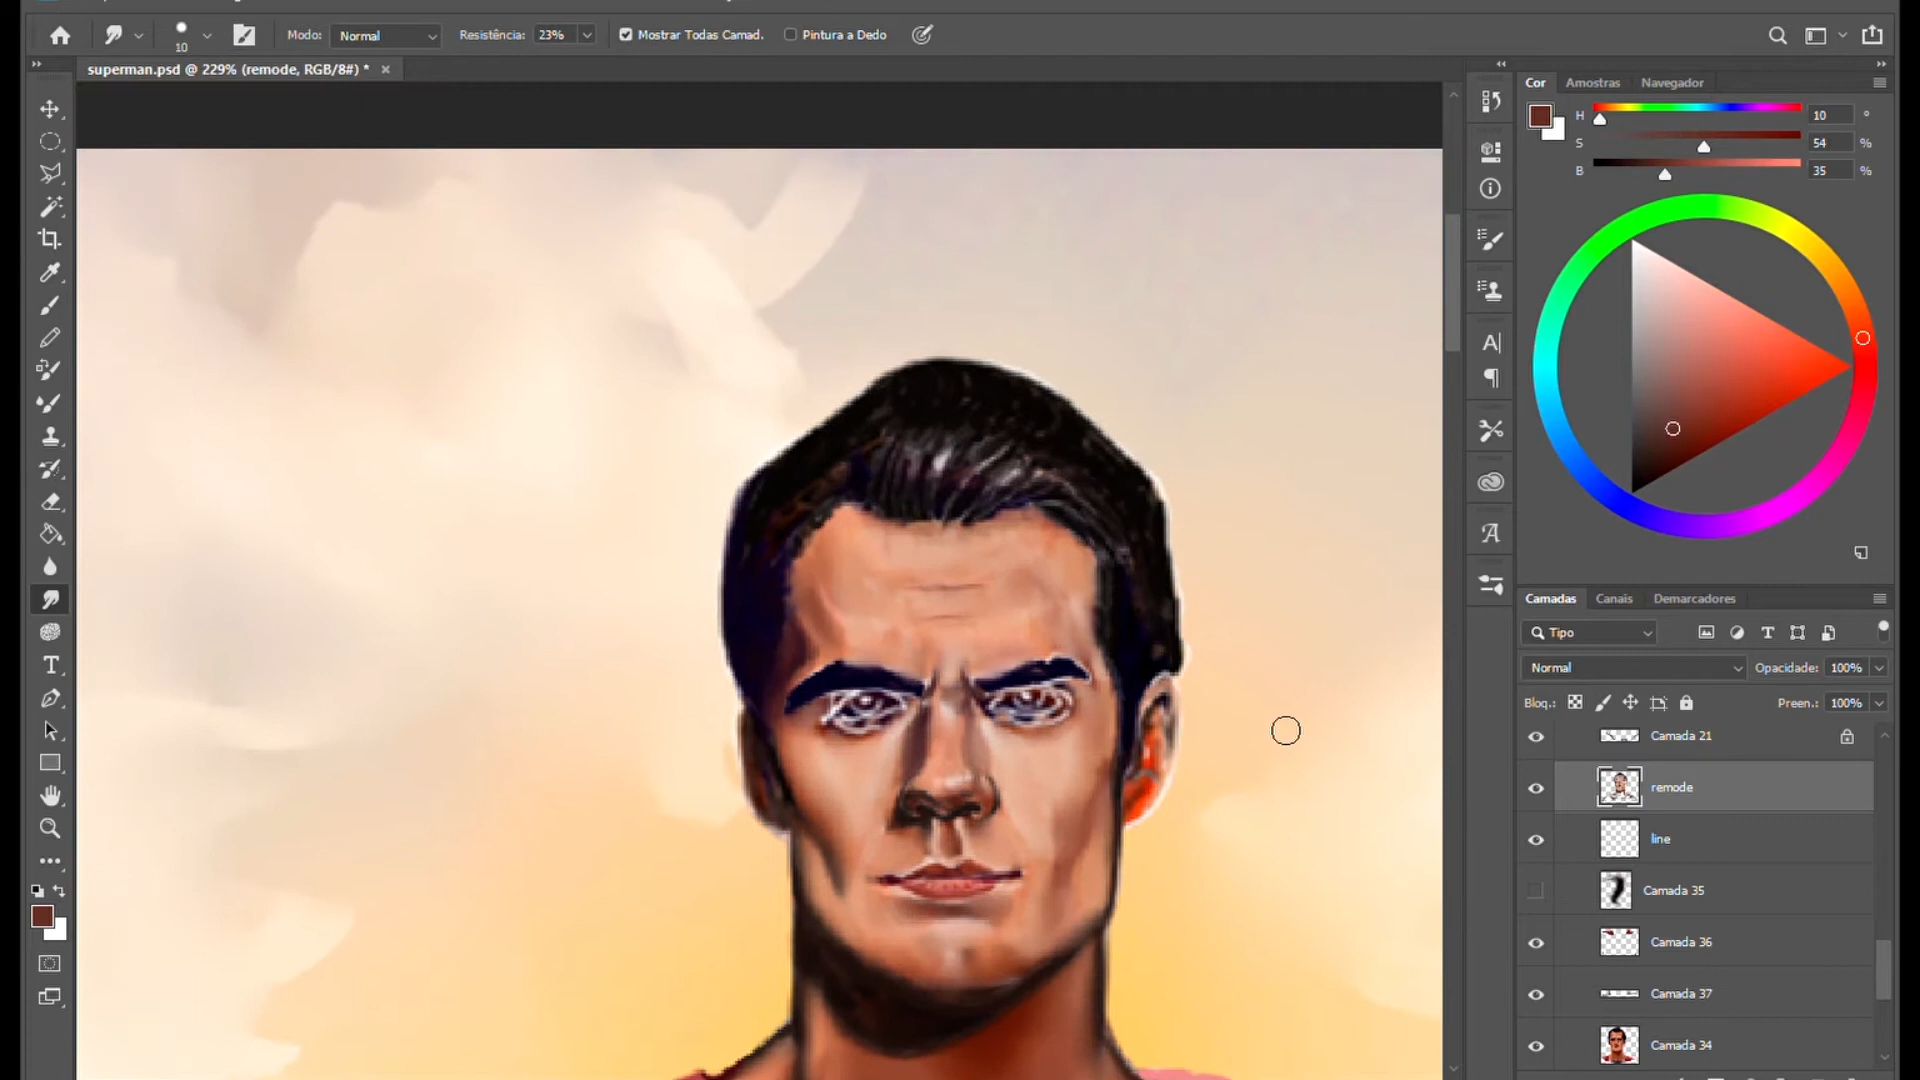 10
Modo: Normal
Resistência: 23%
Mostrar Todas Camad.
Pintura a Dedo
superman.psd @ 229% (remode, RGB/8#) *
Cor Amostras Navegador
H 10 °
S 54 %
B 35 %
Camadas Canais Demarcadores
Tipo
Normal Opacidade: 100%
Bloq.: Preen.: 100%
Camada 21
remode
line
Camada 35
Camada 36
Camada 37
Camada 34